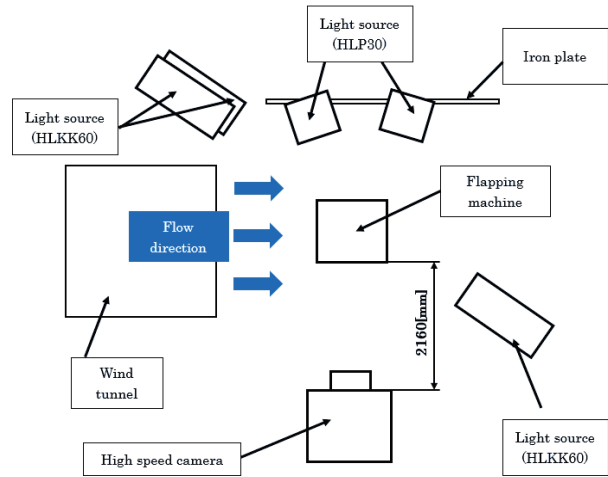 Light source
(HLP30)
Iron plate
Light source
(HLKK60)
Flapping
machine
Flow
direction
2160[mm]
Wind
tunnel
High speed camera
Light source
(HLKK60)